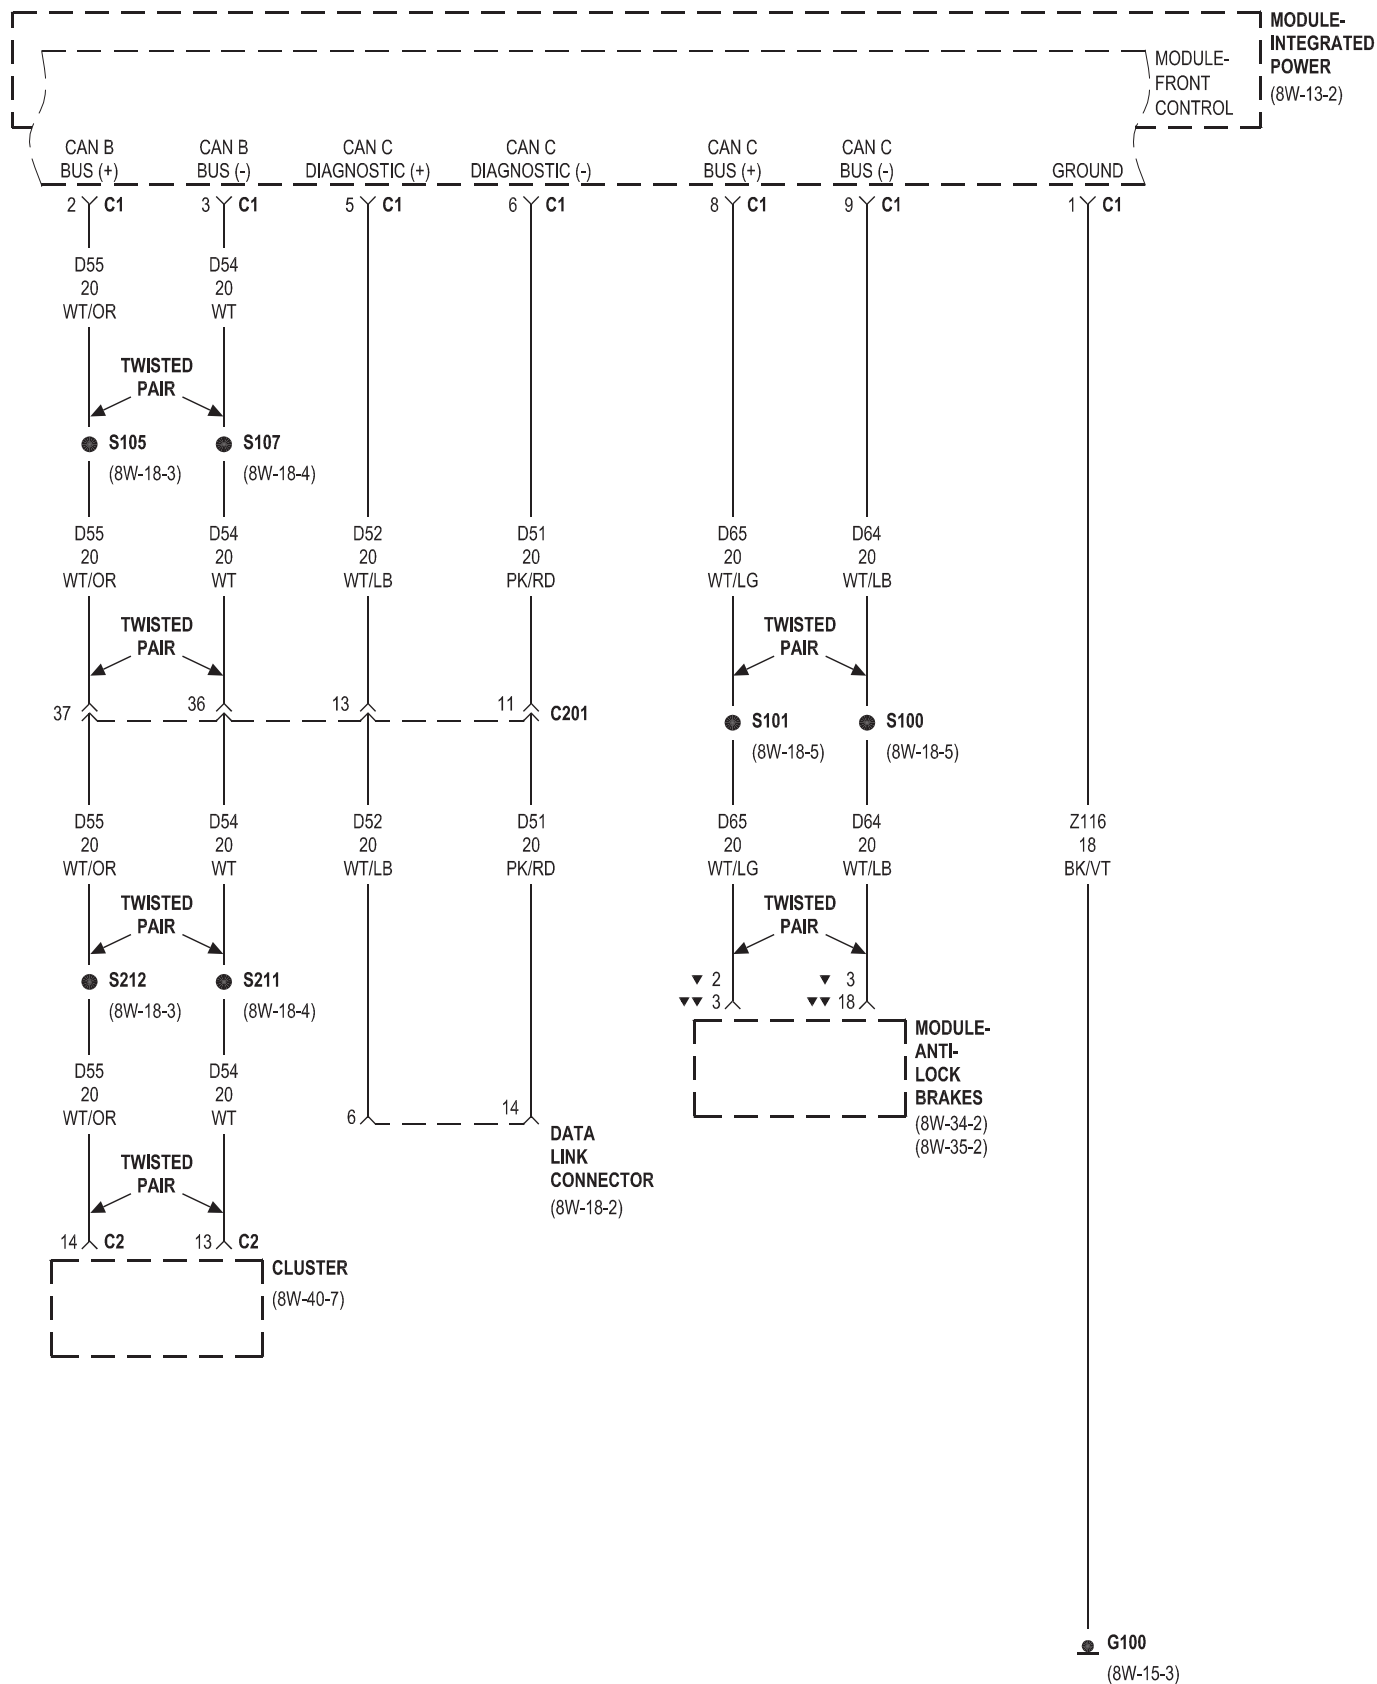 MODULE-
INTEGRATED
POWER
(8W-13-2)
MODULE-
FRONT
CONTROL
CAN B
BUS (+)
CAN B
BUS (-)
CAN C
DIAGNOSTIC (+)
CAN C
DIAGNOSTIC (-)
CAN C
BUS (+)
CAN C
BUS (-)
GROUND
2 C1
3 C1
5 C1
6 C1
8 C1
9 C1
1 C1
D55
20
WT/OR
D54
20
WT
TWISTED
PAIR
S105
(8W-18-3)
S107
(8W-18-4)
D55
20
WT/OR
D54
20
WT
D52
20
WT/LB
D51
20
PK/RD
D65
20
WT/LG
D64
20
WT/LB
TWISTED
PAIR
TWISTED
PAIR
37
36
13
11
C201
S101
(8W-18-5)
S100
(8W-18-5)
D55
20
WT/OR
D54
20
WT
D52
20
WT/LB
D51
20
PK/RD
D65
20
WT/LG
D64
20
WT/LB
Z116
18
BK/VT
TWISTED
PAIR
TWISTED
PAIR
S212
(8W-18-3)
S211
(8W-18-4)
▼ 2
▼▼ 3
▼ 3
▼▼ 18
MODULE-
ANTI-
LOCK
BRAKES
(8W-34-2)
(8W-35-2)
D55
20
WT/OR
D54
20
WT
6
14
DATA
LINK
CONNECTOR
(8W-18-2)
TWISTED
PAIR
14 C2
13 C2
CLUSTER
(8W-40-7)
G100
(8W-15-3)